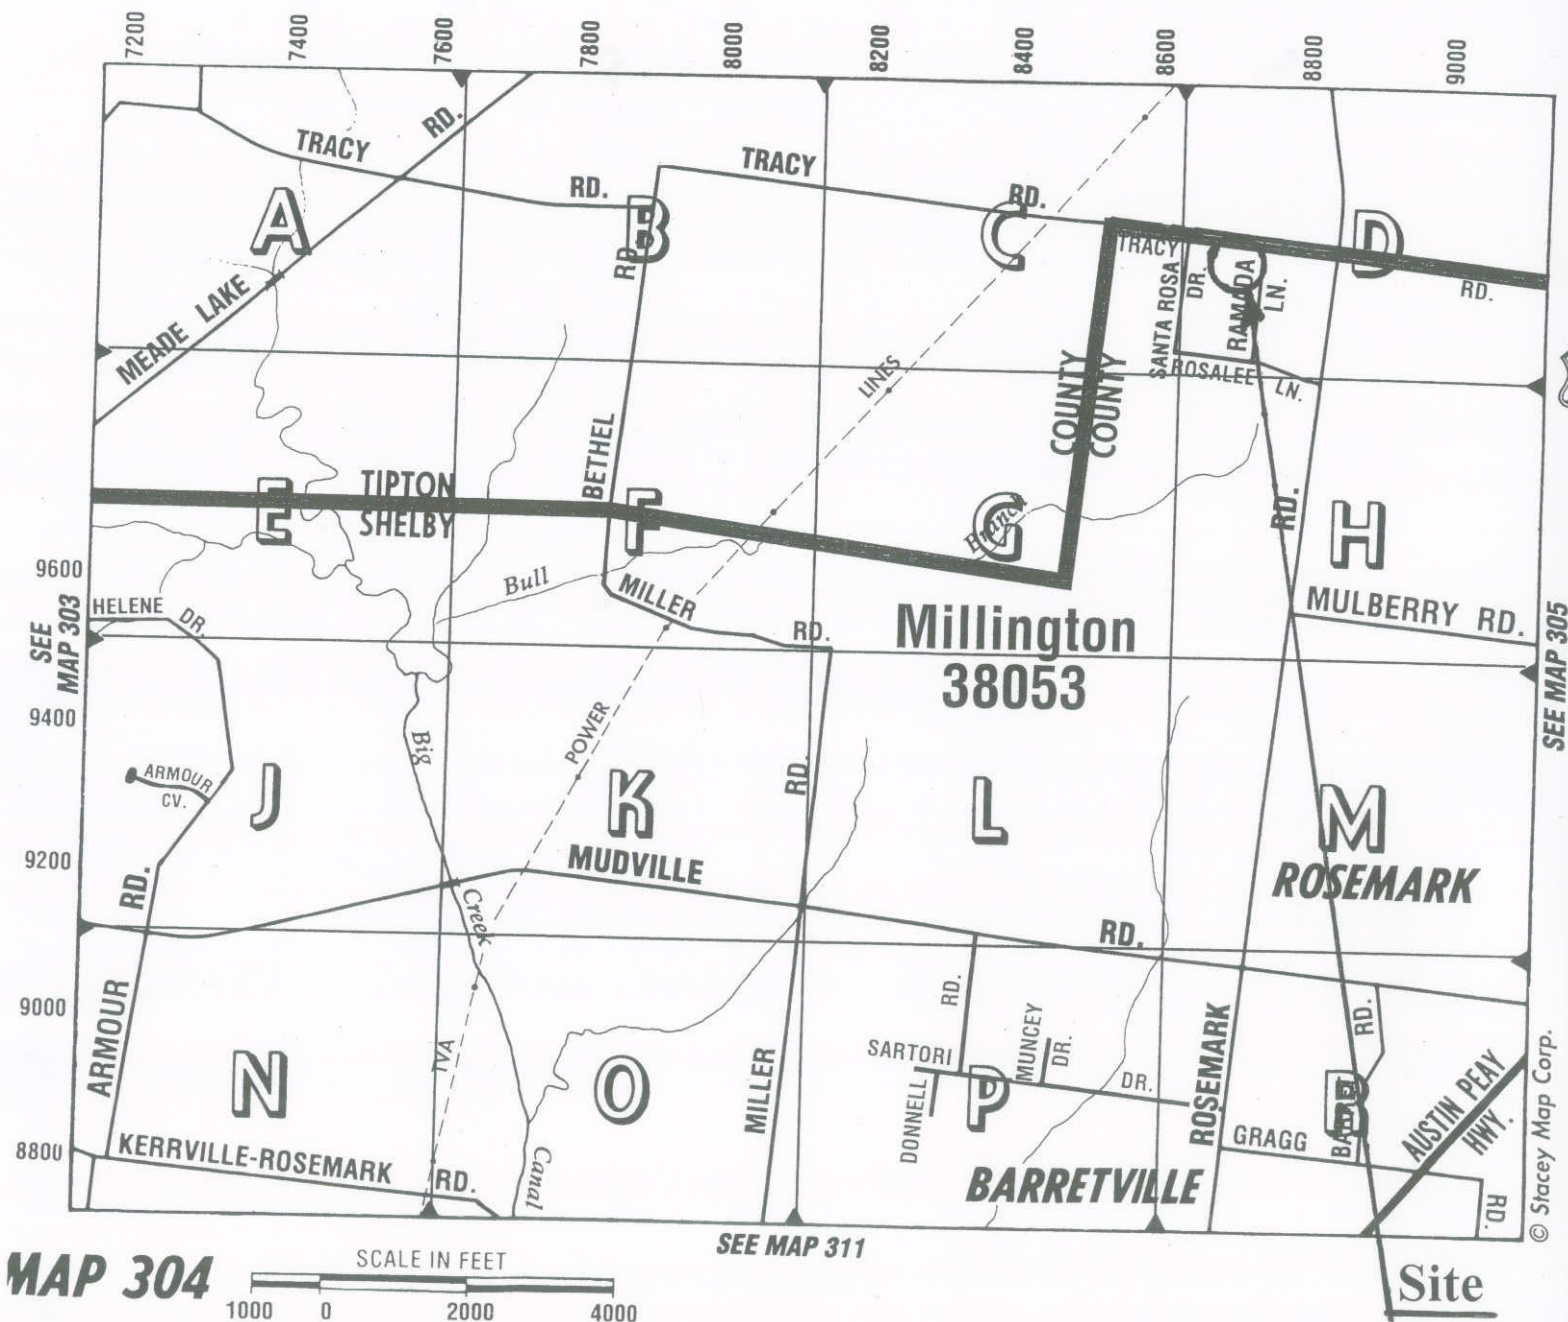 7200
7400
7600
7800
8000
8200
8400
8600
8800
9000
TRACY
RD.
RD.
TRACY
RD.
A
B
RD.
C
D
TRACY
RD.
SANTA ROSA
DR.
RAMADA
LN.
ROSALEE
LN.
MEADE LAKE
RD.
LINES
COUNTY
COUNTY
BETHEL
TIPTON
SHELBY
E
F
G
Branch
H
RD.
9600
SEE
MAP 303
HELENE
DR.
Bull
MILLER
RD.
Millington
38053
MULBERRY RD.
SEE MAP 305
9400
Big
POWER
ARMOUR
CV.
J
K
RD.
L
M
ROSEMARK
9200
RD.
MUDVILLE
RD.
Creek
9000
ARMOUR
TVA
N
O
MILLER
RD.
SARTORI
MUNCEY
DR.
DR.
DONNELL
P
ROSEMARK
RD.
GRAGG
AUSTIN PEAY
HWY.
RD.
8800
KERRVILLE-ROSEMARK
RD.
Canal
BARRETVILLE
© Stacey Map Corp.
SEE MAP 311
MAP 304
SCALE IN FEET
1000 0 2000 4000
Site